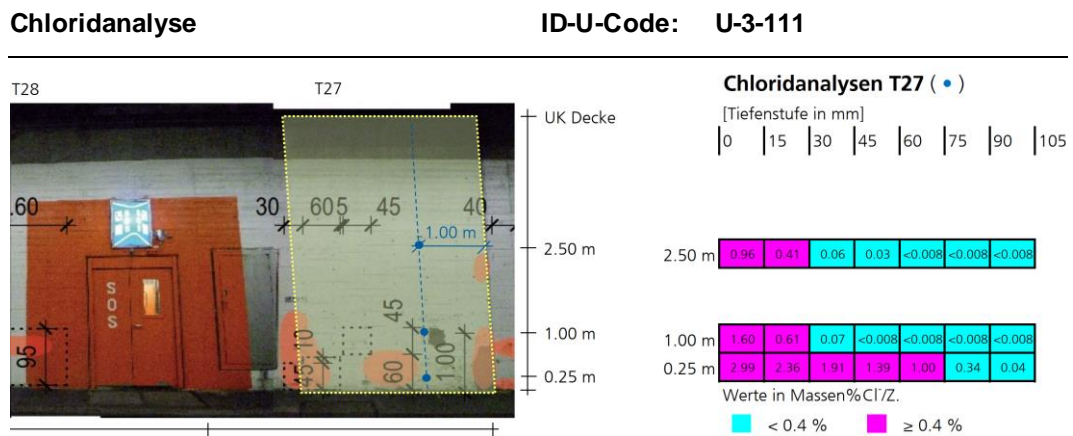 Chloridanalyse ID-U-Code: U-3-111
T28 T27
UK Decke
.60 30 605 45 40
1.00 m
2.50 m
SOS
45
10
1.00 m
95 45 60 1.00
0.25 m
Chloridanalysen T27 ( • )
[Tiefenstufe in mm]
0 15 30 45 60 75 90 105
2.50 m 0.96 0.41 0.06 0.03 <0.008 <0.008 <0.008
1.00 m 1.60 0.61 0.07 <0.008 <0.008 <0.008 <0.008
0.25 m 2.99 2.36 1.91 1.39 1.00 0.34 0.04
Werte in Massen%Cl⁻/Z.
< 0.4 % ≥ 0.4 %